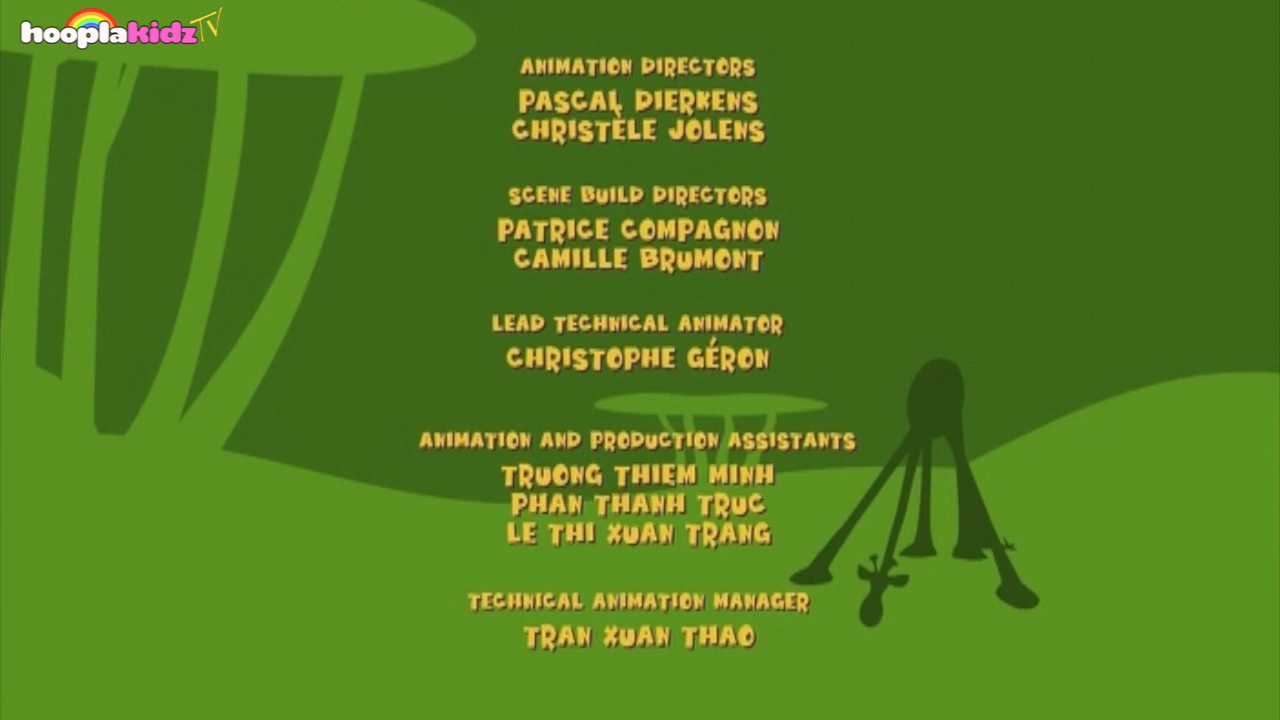 hooplakidz TV
ANIMATION DIRECTORS
PASCAL DIERKENS
CHRISTÈLE JOLENS
SCENE BUILD DIRECTORS
PATRICE COMPAGNON
CAMILLE BRUMONT
LEAD TECHNICAL ANIMATOR
CHRISTOPHE GÉRON
ANIMATION AND PRODUCTION ASSISTANTS
TRUONG THIEM MINH
PHAN THANH TRUC
LE THI XUAN TRANG
TECHNICAL ANIMATION MANAGER
TRAN XUAN THAO